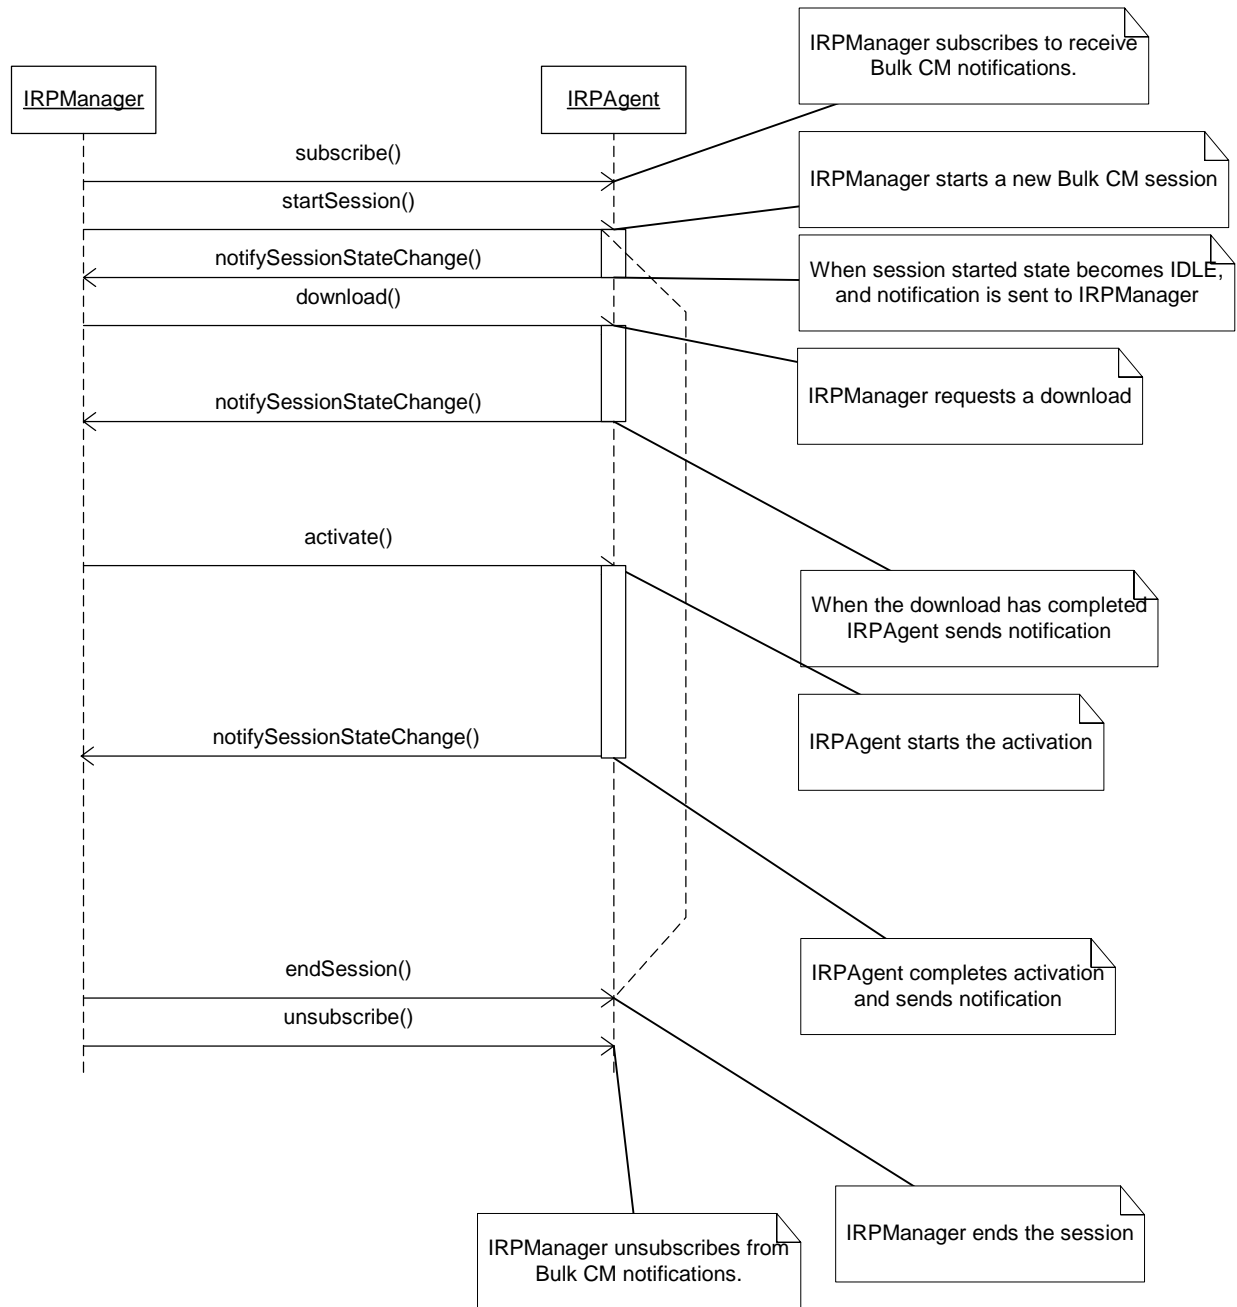 IRPManager subscribes to receive
Bulk CM notifications.
IRPManager
IRPAgent
subscribe()
IRPManager starts a new Bulk CM session
startSession()
notifySessionStateChange()
When session started state becomes IDLE,
and notification is sent to IRPManager
download()
IRPManager requests a download
notifySessionStateChange()
activate()
When the download has completed
IRPAgent sends notification
notifySessionStateChange()
IRPAgent starts the activation
endSession()
IRPAgent completes activation
and sends notification
unsubscribe()
IRPManager ends the session
IRPManager unsubscribes from
Bulk CM notifications.